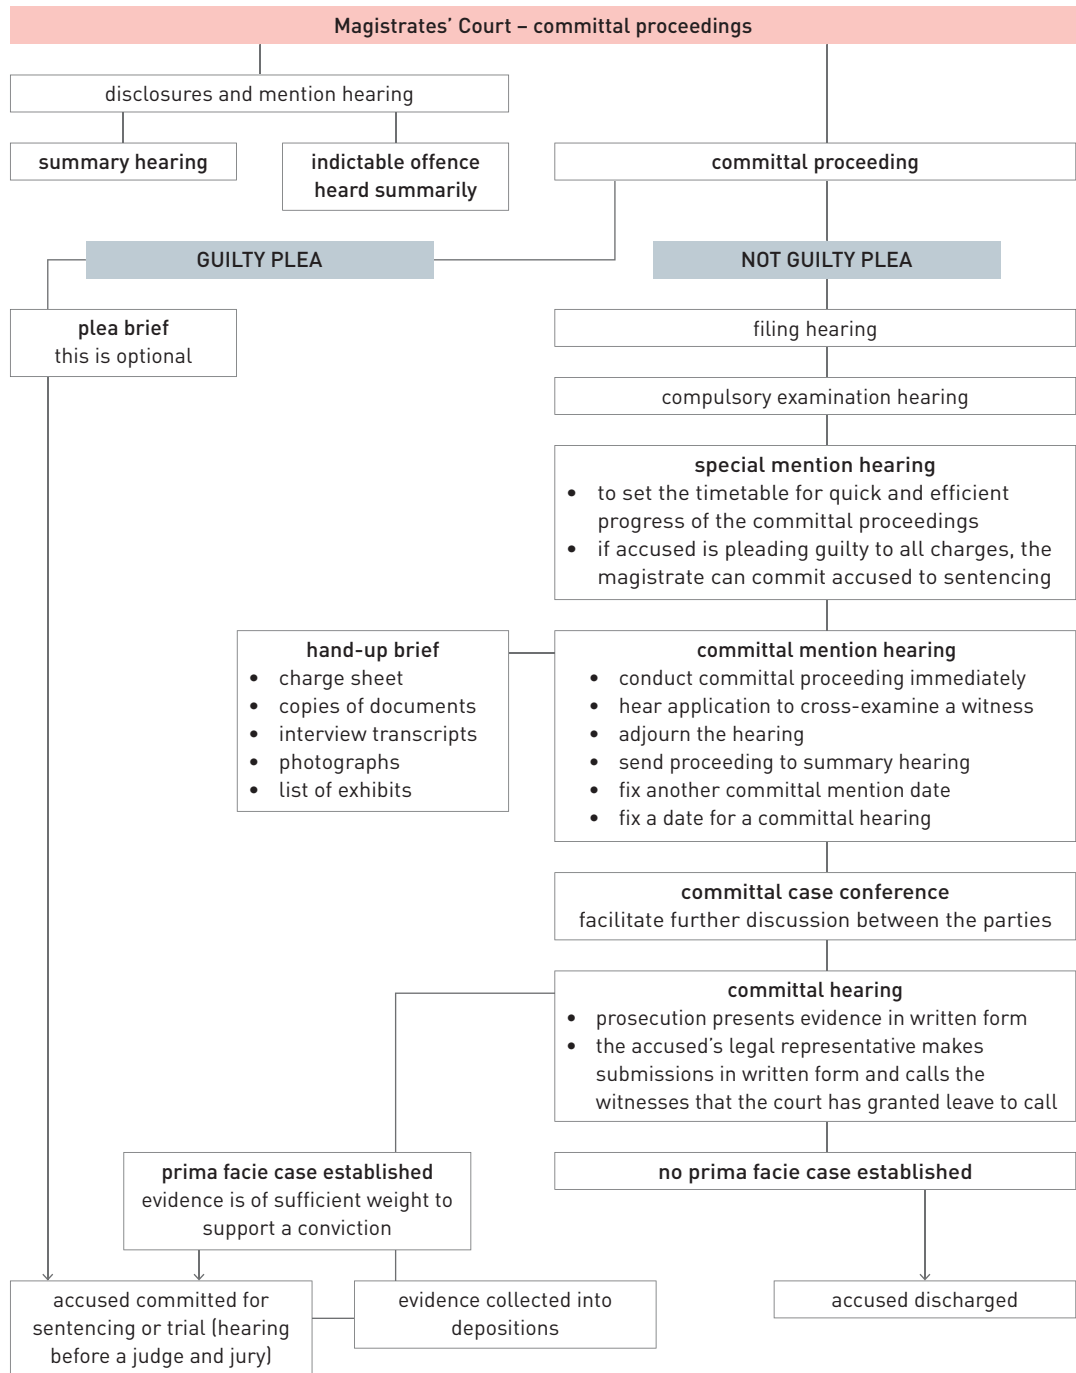 Magistrates’ Court – committal proceedings
disclosures and mention hearing
summary hearing
indictable offence
heard summarily
committal proceeding
GUILTY PLEA
NOT GUILTY PLEA
plea brief
this is optional
filing hearing
compulsory examination hearing
special mention hearing
• to set the timetable for quick and efficient
progress of the committal proceedings
• if accused is pleading guilty to all charges, the
magistrate can commit accused to sentencing
hand-up brief
• charge sheet
• copies of documents
• interview transcripts
• photographs
• list of exhibits
committal mention hearing
• conduct committal proceeding immediately
• hear application to cross-examine a witness
• adjourn the hearing
• send proceeding to summary hearing
• fix another committal mention date
• fix a date for a committal hearing
committal case conference
facilitate further discussion between the parties
committal hearing
• prosecution presents evidence in written form
• the accused’s legal representative makes
submissions in written form and calls the
witnesses that the court has granted leave to call
prima facie case established
evidence is of sufficient weight to
support a conviction
no prima facie case established
accused committed for
sentencing or trial (hearing
before a judge and jury)
evidence collected into
depositions
accused discharged